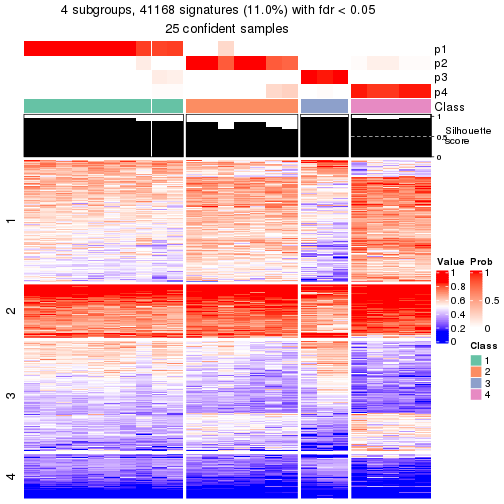 4 subgroups, 41168 signatures (11.0%) with fdr < 0.05
25 confident samples
p1
p2
p3
p4
Class
1
0.5
0
Silhouette
score
1
2
3
4
Value
1
0.8
0.6
0.4
0.2
0
Prob
1
0.5
0
Class
1
2
3
4